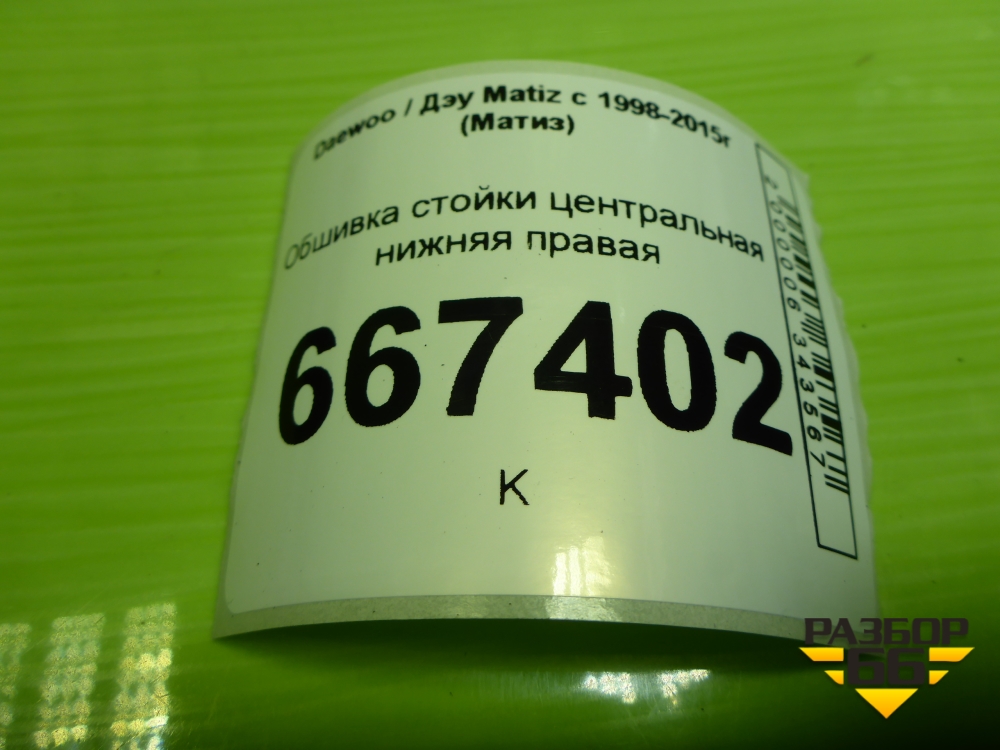 Daewoo / Дэу Matiz с 1998-2015г
(Матиз)
Обшивка стойки центральная
нижняя правая
667402
К
2000006343567
РАЗБОР
66